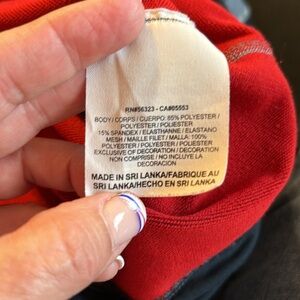 RN#56323 - CA#05553
BODY / CORPS / CUERPO: 85% POLYESTER /
POLYESTER / POLIESTER
15% SPANDEX / ELASTHANNE / ELASTANO
MESH / MAILLE FILET / MALLA: 100%
POLYESTER / POLYESTER / POLIESTER
EXCLUSIVE OF DECORATION / DECORATION
NON COMPRISE / NO INCLUYE LA
DECORACION
MADE IN SRI LANKA/FABRIQUE AU
SRI LANKA/HECHO EN SRI LANKA